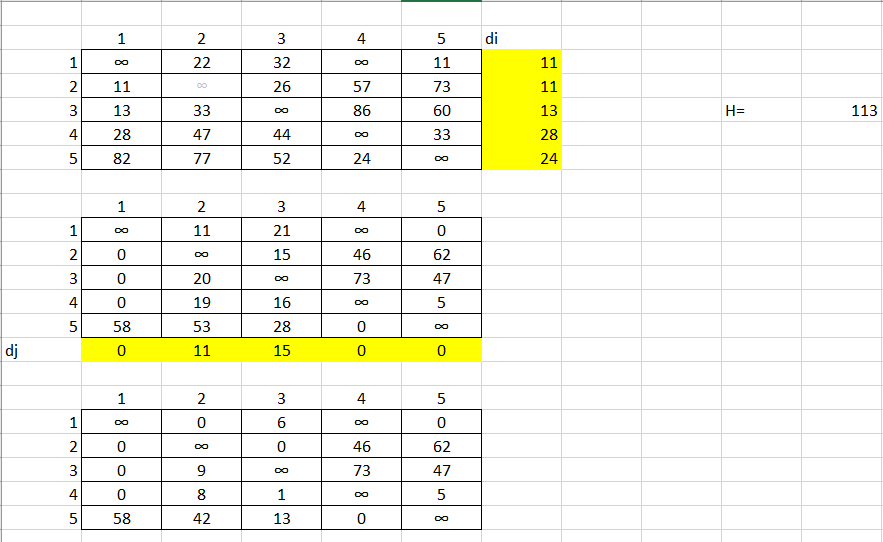 1 2 3 4 5 di
1 ∞ 22 32 ∞ 11 11
2 11 ∞ 26 57 73 11
3 13 33 ∞ 86 60 13 H= 113
4 28 47 44 ∞ 33 28
5 82 77 52 24 ∞ 24
1 2 3 4 5
1 ∞ 11 21 ∞ 0
2 0 ∞ 15 46 62
3 0 20 ∞ 73 47
4 0 19 16 ∞ 5
5 58 53 28 0 ∞
dj 0 11 15 0 0
1 2 3 4 5
1 ∞ 0 6 ∞ 0
2 0 ∞ 0 46 62
3 0 9 ∞ 73 47
4 0 8 1 ∞ 5
5 58 42 13 0 ∞